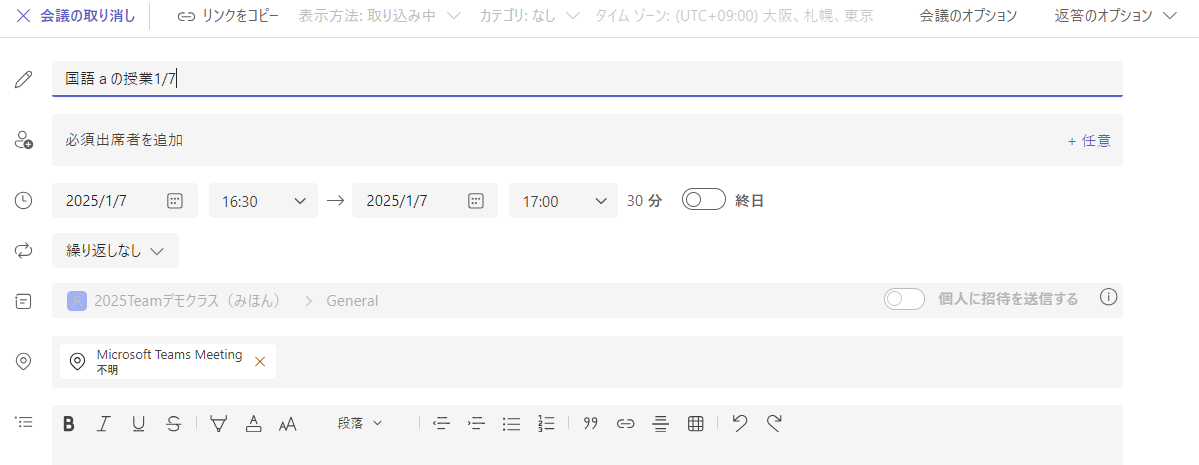 会議の取り消し リンクをコピー 表示方法: 取り込み中 カテゴリ: なし タイム ゾーン: (UTC+09:00) 大阪、札幌、東京 会議のオプション 返答のオプション
国語 a の授業1/7
必須出席者を追加 + 任意
2025/1/7 16:30 → 2025/1/7 17:00 30 分 終日
繰り返しなし
2025Teamデモクラス（みほん） > General 個人に招待を送信する
Microsoft Teams Meeting
不明
B I U S A AA 段落